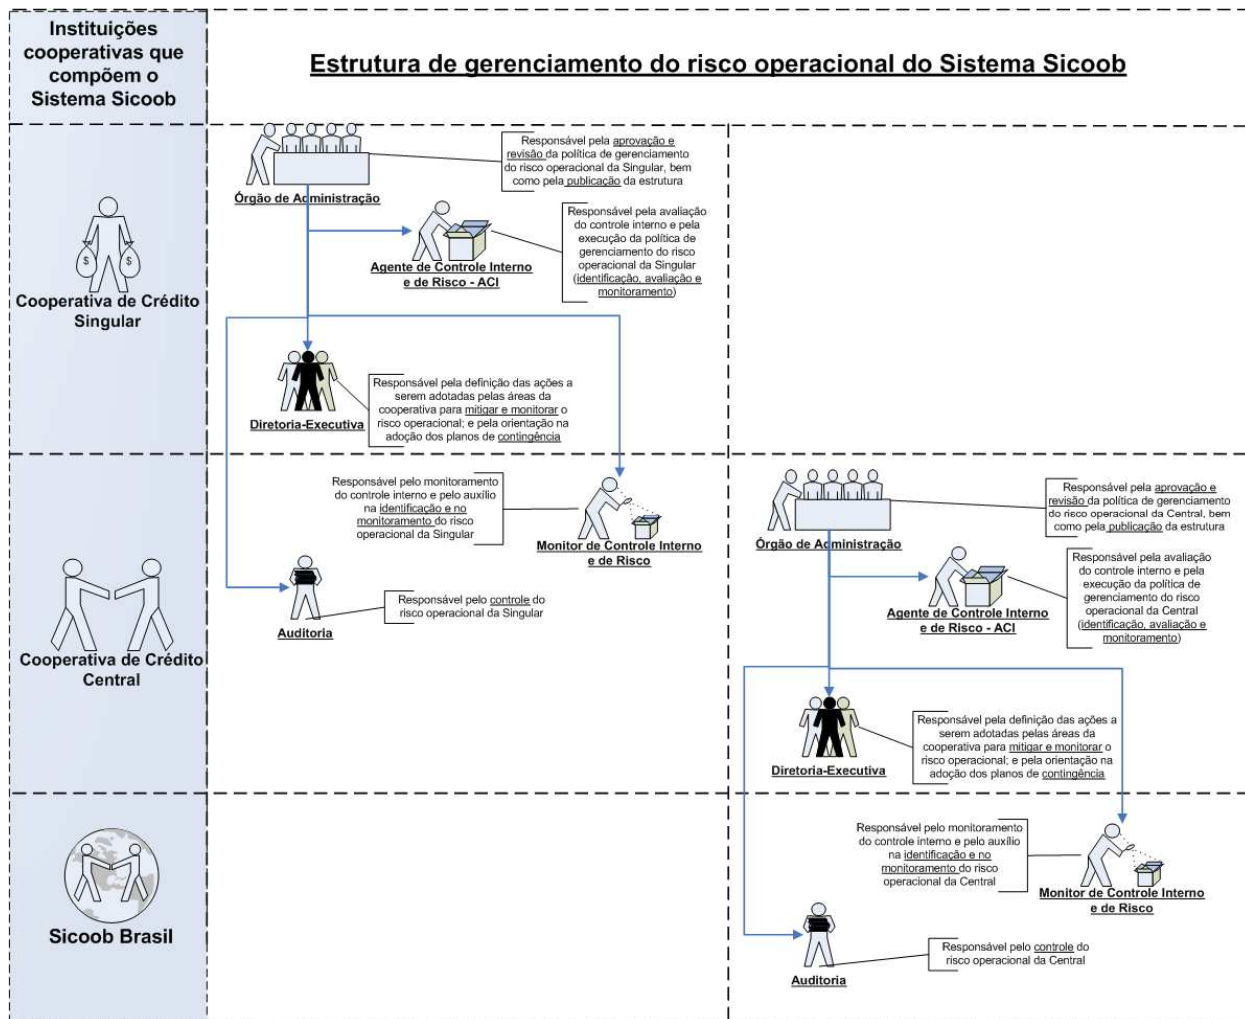 Instituições
cooperativas que
compõem o
Sistema Sicoob
Estrutura de gerenciamento do risco operacional do Sistema Sicoob
Cooperativa de Crédito
Singular
Órgão de Administração
Responsável pela aprovação e
revisão da política de gerenciamento
do risco operacional da Singular, bem
como pela publicação da estrutura
Agente de Controle Interno
e de Risco - ACI
Responsável pela avaliação
do controle interno e pela
execução da política de
gerenciamento do risco
operacional da Singular
(identificação, avaliação e
monitoramento)
$
$
Diretoria-Executiva
Responsável pela definição das ações a
serem adotadas pelas áreas da
cooperativa para mitigar e monitorar o
risco operacional; e pela orientação na
adoção dos planos de contingência
Cooperativa de Crédito
Central
Responsável pelo monitoramento
do controle interno e pelo auxílio
na identificação e no
monitoramento do risco
operacional da Singular
Monitor de Controle Interno
e de Risco
Auditoria
Responsável pelo controle do
risco operacional da Singular
Órgão de Administração
Responsável pela aprovação e
revisão da política de gerenciamento
do risco operacional da Central, bem
como pela publicação da estrutura
Agente de Controle Interno
e de Risco - ACI
Responsável pela avaliação
do controle interno e pela
execução da política de
gerenciamento do risco
operacional da Central
(identificação, avaliação e
monitoramento)
Diretoria-Executiva
Responsável pela definição das ações a
serem adotadas pelas áreas da
cooperativa para mitigar e monitorar o
risco operacional; e pela orientação na
adoção dos planos de contingência
Sicoob Brasil
Responsável pelo monitoramento
do controle interno e pelo auxílio
na identificação e no
monitoramento do risco
operacional da Central
Monitor de Controle Interno
e de Risco
Auditoria
Responsável pelo controle do
risco operacional da Central